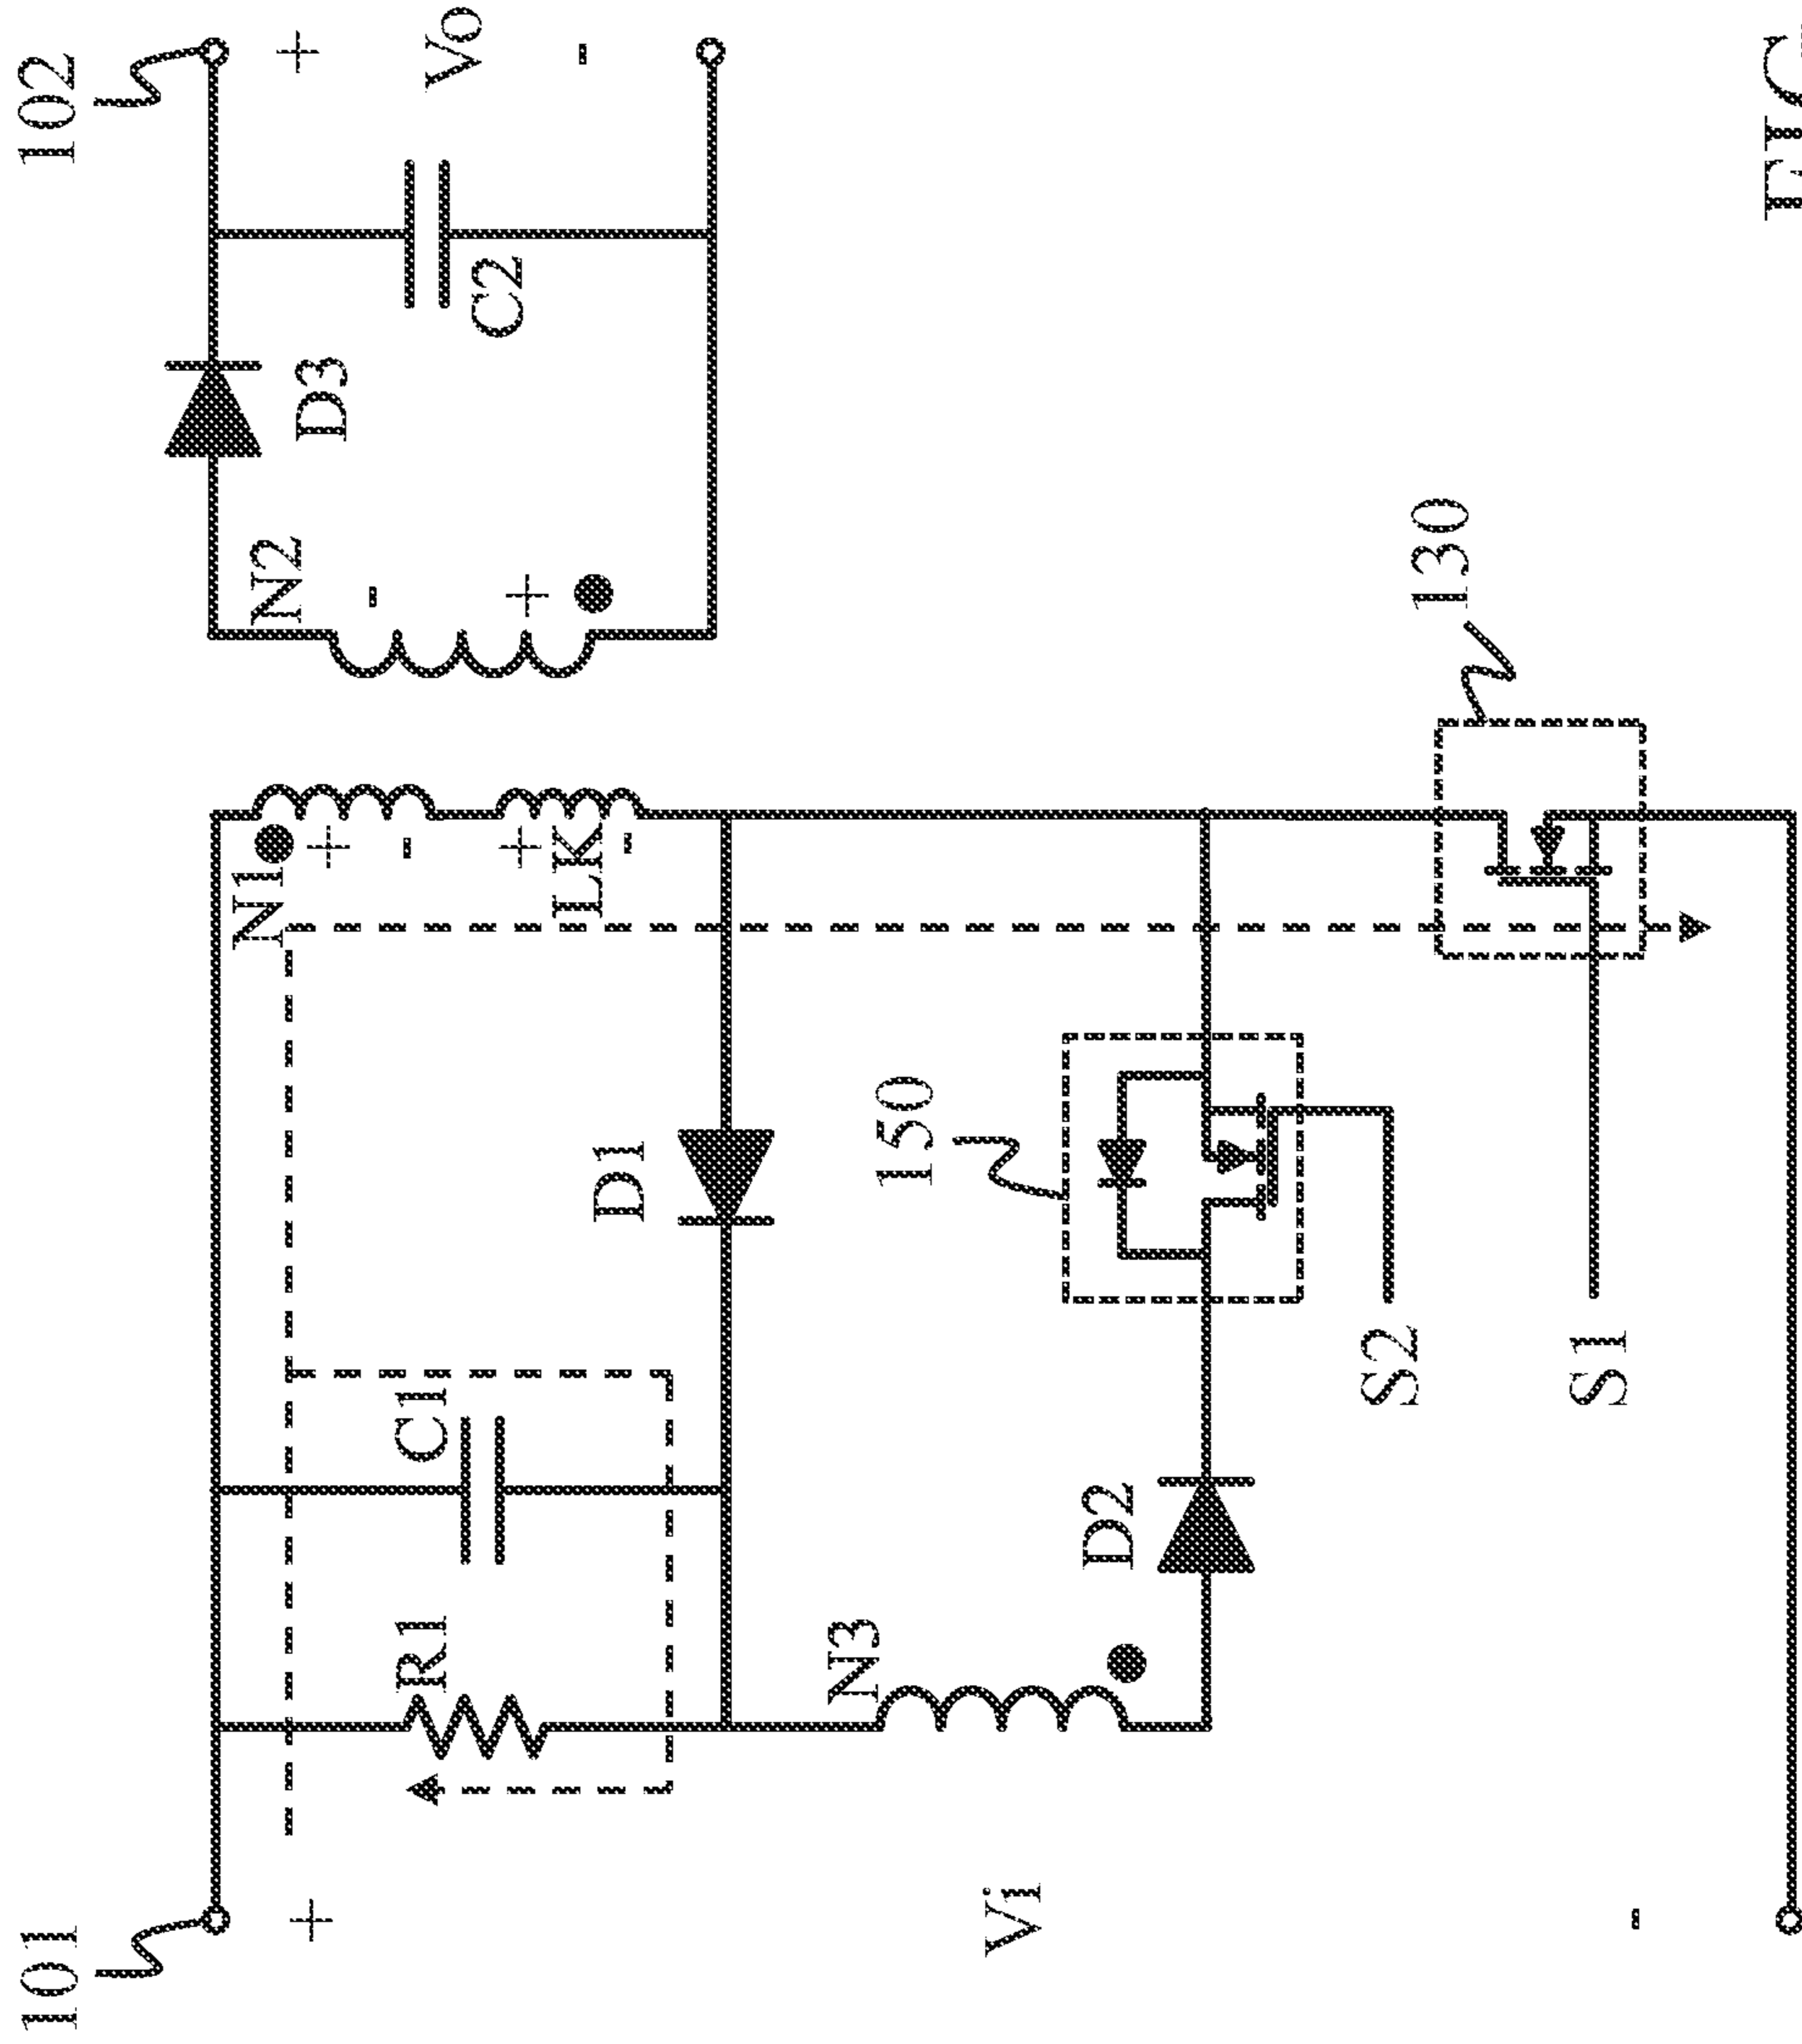 101
102
+
Vo
-
D3
C2
N2
-
+
N1
+
-
+
LK
-
R1
C1
D1
N3
D2
150
130
S2
S1
+
Vi
-